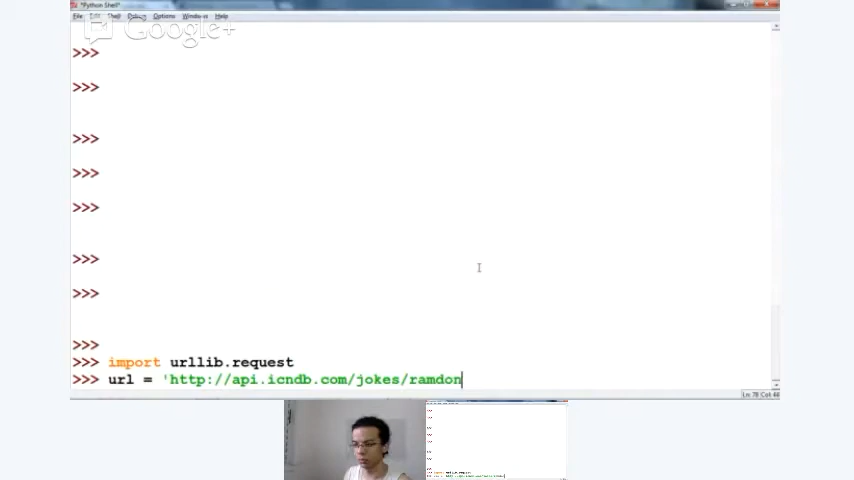 *Python Shell*
File Edit Shell Debug Options Windows Help
Google+
>>>
>>>
>>>
>>>
>>>
>>>
>>>
>>>
>>> import urllib.request
>>> url = 'http://api.icndb.com/jokes/ramdon
Ln: 78 Col: 44